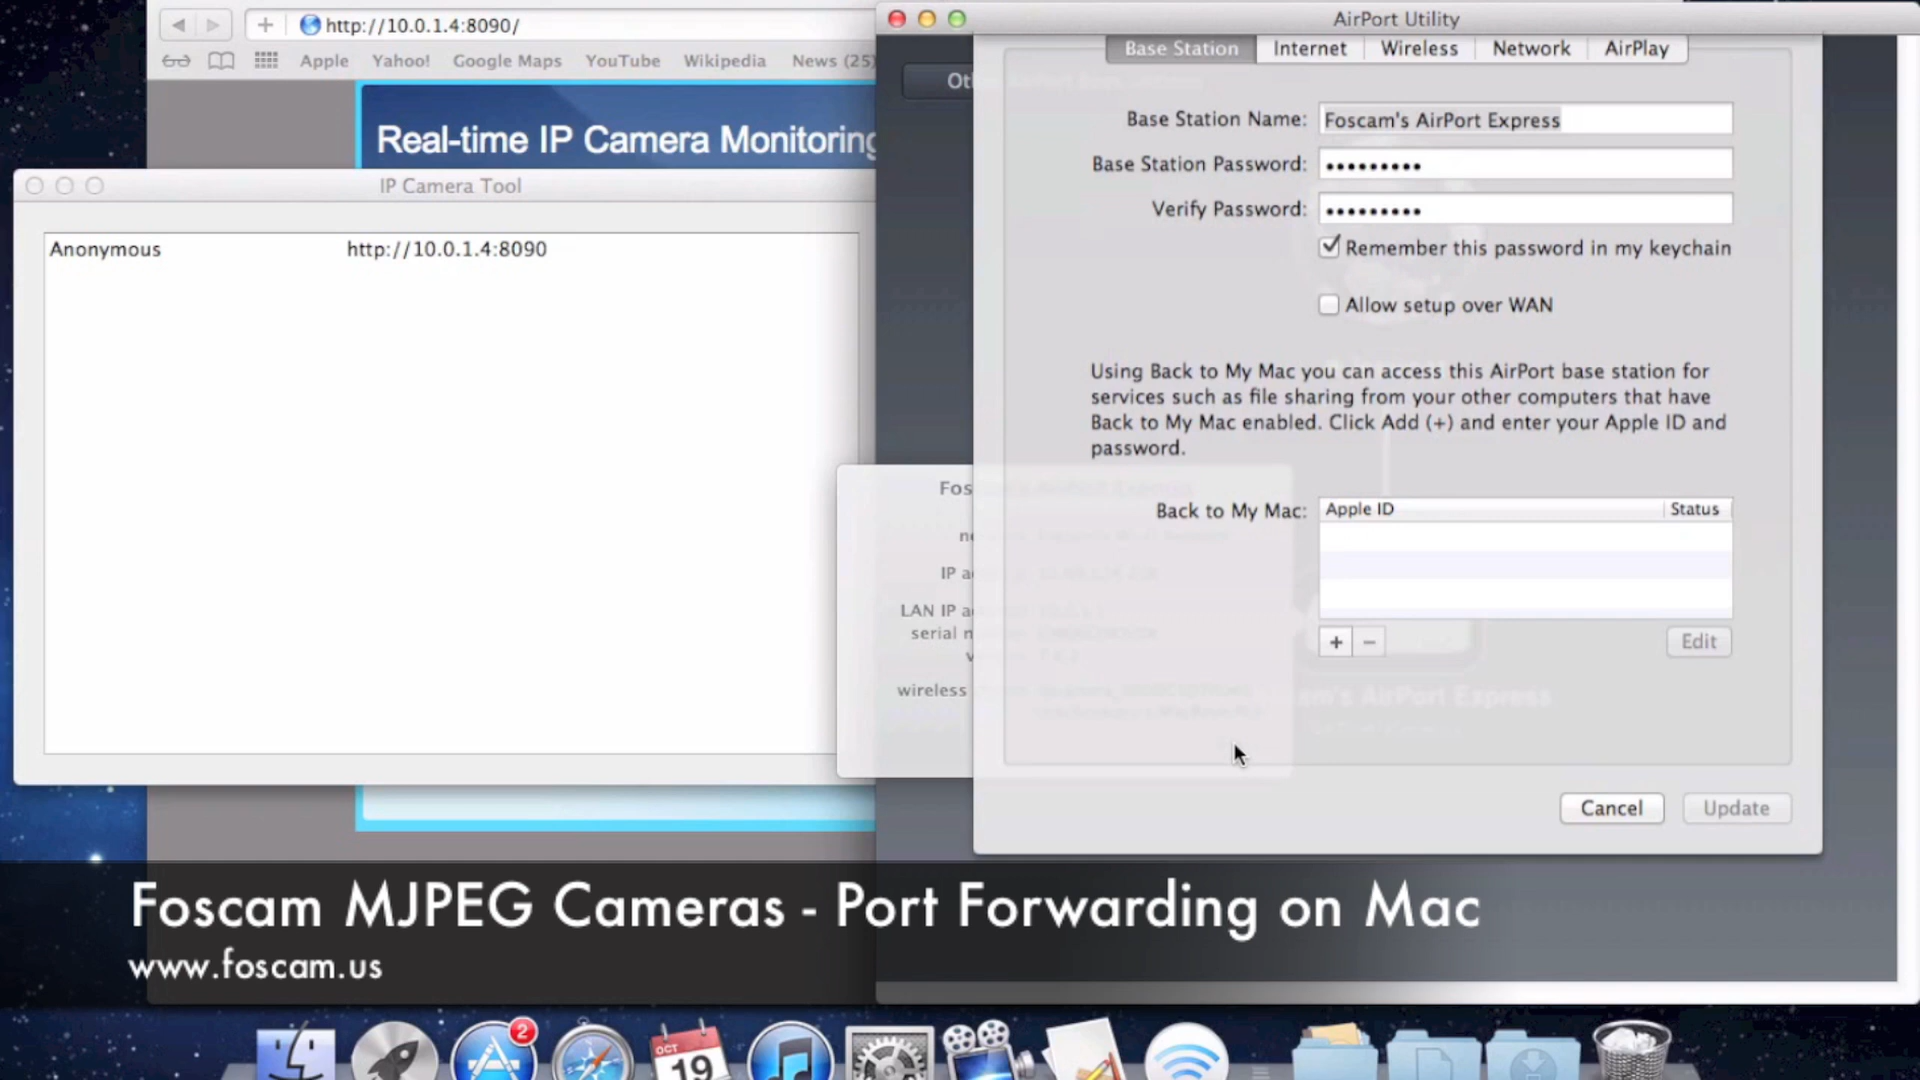 http://10.0.1.4:8090/
Apple Yahoo! Google Maps YouTube Wikipedia News (25)
Real-time IP Camera Monitoring
IP Camera Tool
Anonymous http://10.0.1.4:8090
AirPort Utility
Base Station Internet Wireless Network AirPlay
Base Station Name: Foscam's AirPort Express
Base Station Password: •••••••••
Verify Password: •••••••••
Remember this password in my keychain
Allow setup over WAN
Using Back to My Mac you can access this AirPort base station for
services such as file sharing from your other computers that have
Back to My Mac enabled. Click Add (+) and enter your Apple ID and
password.
Back to My Mac: Apple ID Status
+ − Edit
Cancel Update
IP
LAN IP
serial
wireless
AirPort Express
Foscam MJPEG Cameras - Port Forwarding on Mac
www.foscam.us
2
OCT
19